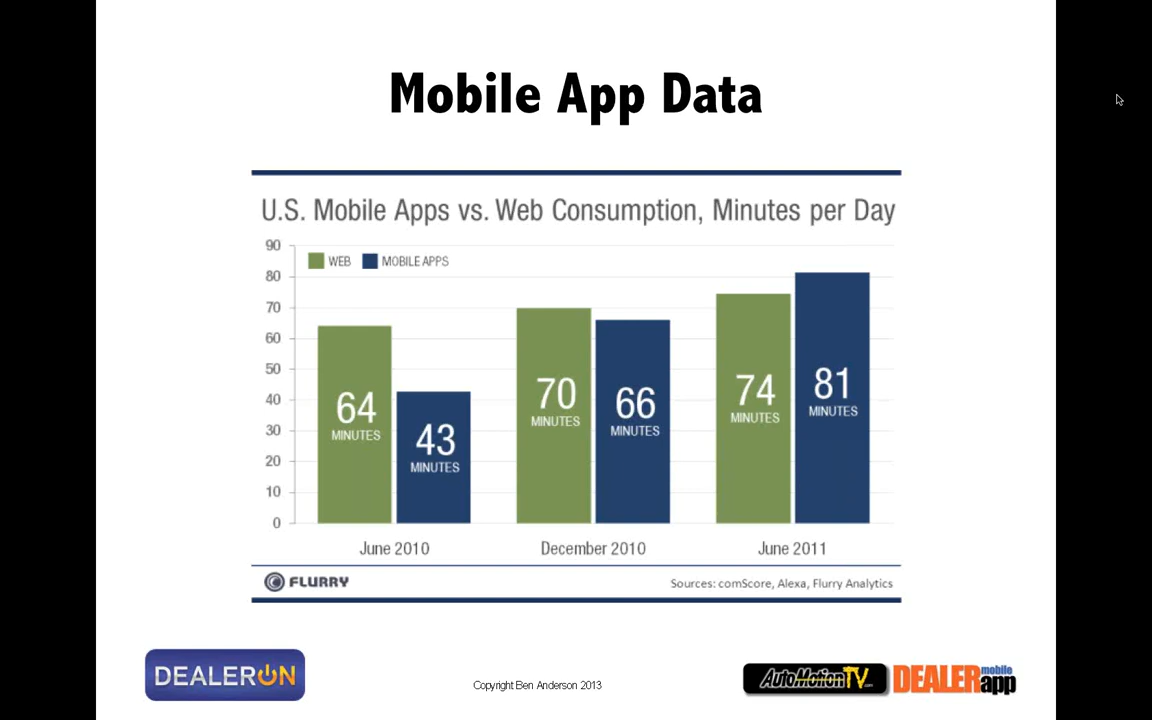 Mobile App Data
U.S. Mobile Apps vs. Web Consumption, Minutes per Day
90
WEB MOBILE APPS
80
70
60
50
40
30
20
10
0
64
MINUTES
43
MINUTES
70
MINUTES
66
MINUTES
74
MINUTES
81
MINUTES
June 2010 December 2010 June 2011
FLURRY Sources: comScore, Alexa, Flurry Analytics
DEALERON
Copyright Ben Anderson 2013
AutoMotionTV.com
DEALER mobile app